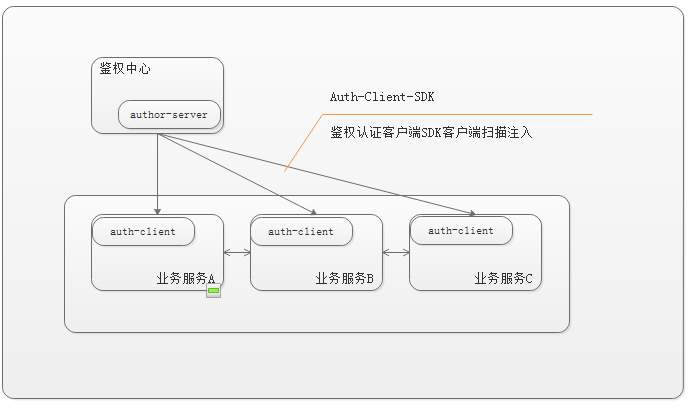 鉴权中心
author-server
Auth-Client-SDK
鉴权认证客户端SDK客户端扫描注入
auth-client
auth-client
auth-client
业务服务A
业务服务B
业务服务C